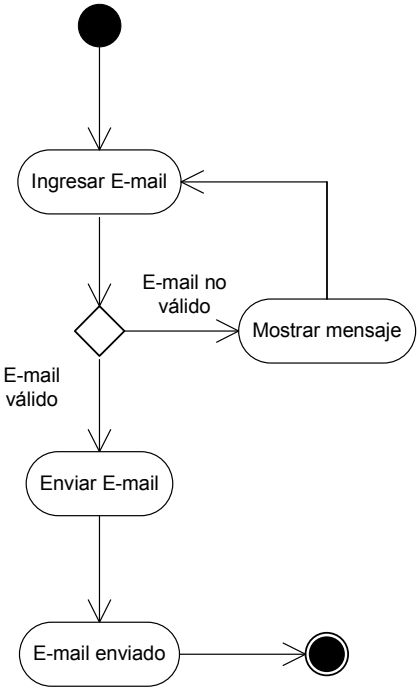 Ingresar E-mail
E-mail no
válido
Mostrar mensaje
E-mail
válido
Enviar E-mail
E-mail enviado